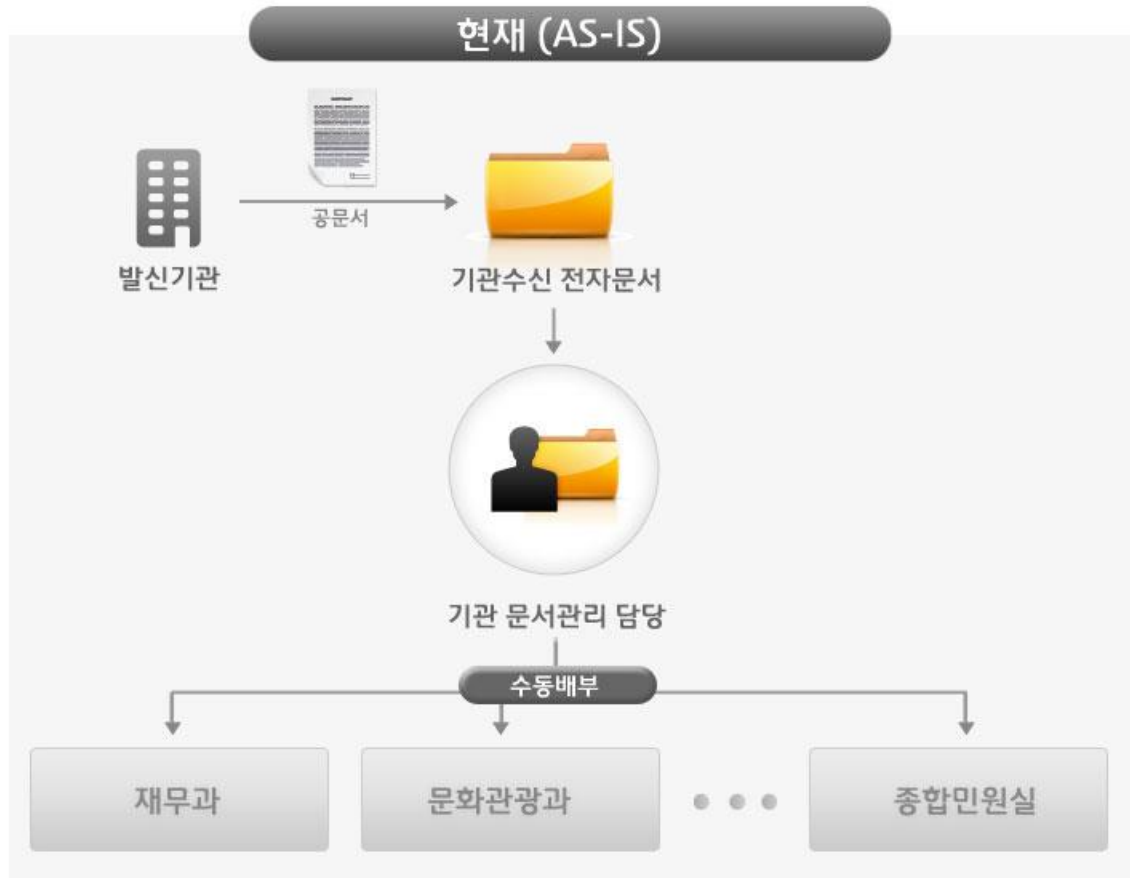 현재 (AS-IS)
공문서
발신기관
기관수신 전자문서
기관 문서관리 담당
수동배부
재무과
문화관광과
종합민원실